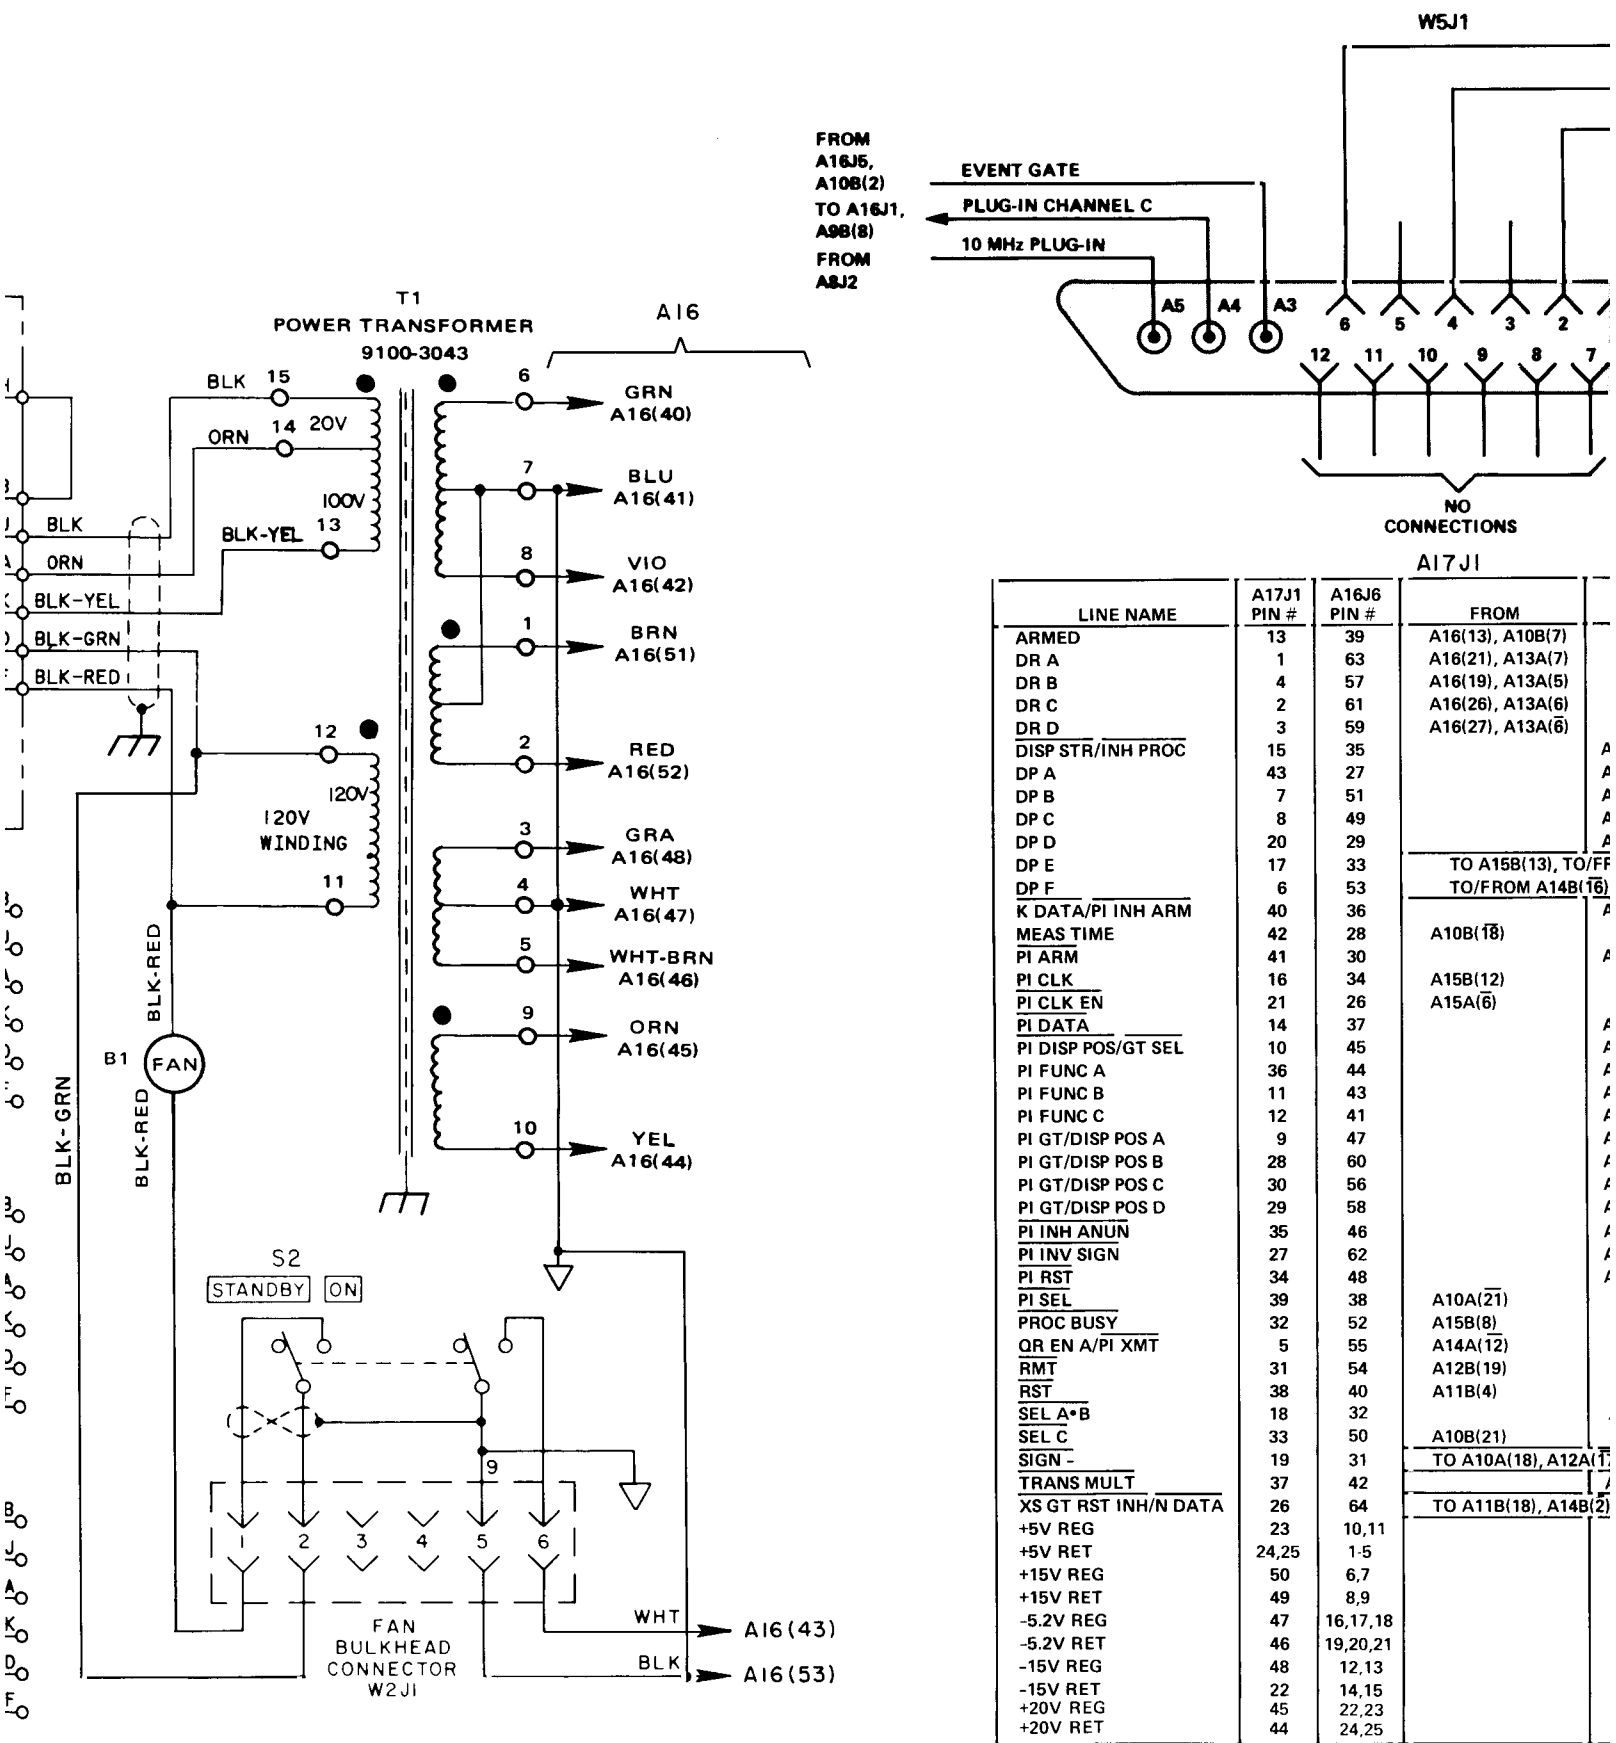 W5J1
FROM
A16J5,
A10B(2)
EVENT GATE
TO A16J1,
A9B(8)
PLUG-IN CHANNEL C
FROM
A8J2
10 MHz PLUG-IN
A5 A4 A3
6 5 4 3 2
12 11 10 9 8 7
NO
CONNECTIONS
T1
POWER TRANSFORMER
9100-3043
A16
BLK 15
ORN 14 20V
100V
BLK-YEL 13
6 GRN
A16(40)
7 BLU
A16(41)
8 VIO
A16(42)
1 BRN
A16(51)
2 RED
A16(52)
3 GRA
A16(48)
4 WHT
A16(47)
5 WHT-BRN
A16(46)
9 ORN
A16(45)
10 YEL
A16(44)
BLK
ORN
BLK-YEL
BLK-GRN
BLK-RED
12
120V
120V
WINDING
11
BLK-RED
B1 FAN
BLK-RED
BLK-GRN
S2
STANDBY ON
9
1 2 3 4 5 6
FAN
BULKHEAD
CONNECTOR
W2J1
WHT A16(43)
BLK A16(53)
B
J
A
K
D
F
A17J1
LINE NAME A17J1 PIN # A16J6 PIN # FROM
ARMED 13 39 A16(13), A10B(7)
DR A 1 63 A16(21), A13A(7)
DR B 4 57 A16(19), A13A(5)
DR C 2 61 A16(26), A13A(6)
DR D 3 59 A16(27), A13A(6̅)
DISP STR/INH PROC 15 35
DP A 43 27
DP B 7 51
DP C 8 49
DP D 20 29
DP E 17 33 TO A15B(13), TO/FR
DP F 6 53 TO/FROM A14B(1̅6̅)
K DATA/PI INH ARM 40 36
MEAS TIME 42 28 A10B(1̅8̅)
PI ARM 41 30
PI CLK 16 34 A15B(12)
PI CLK EN 21 26 A15A(6̅)
PI DATA 14 37
PI DISP POS/GT SEL 10 45
PI FUNC A 36 44
PI FUNC B 11 43
PI FUNC C 12 41
PI GT/DISP POS A 9 47
PI GT/DISP POS B 28 60
PI GT/DISP POS C 30 56
PI GT/DISP POS D 29 58
PI INH ANUN 35 46
PI INV SIGN 27 62
PI RST 34 48
PI SEL 39 38 A10A(2̅1̅)
PROC BUSY 32 52 A15B(8)
QR EN A/PI XMT 5 55 A14A(1̅2̅)
RMT 31 54 A12B(19)
RST 38 40 A11B(4)
SEL A•B 18 32
SEL C 33 50 A10B(21)
SIGN - 19 31 TO A10A(18), A12A(1̅7̅
TRANS MULT 37 42
XS GT RST INH/N DATA 26 64 TO A11B(18), A14B(2̅)
+5V REG 23 10,11
+5V RET 24,25 1-5
+15V REG 50 6,7
+15V RET 49 8,9
-5.2V REG 47 16,17,18
-5.2V RET 46 19,20,21
-15V REG 48 12,13
-15V RET 22 14,15
+20V REG 45 22,23
+20V RET 44 24,25